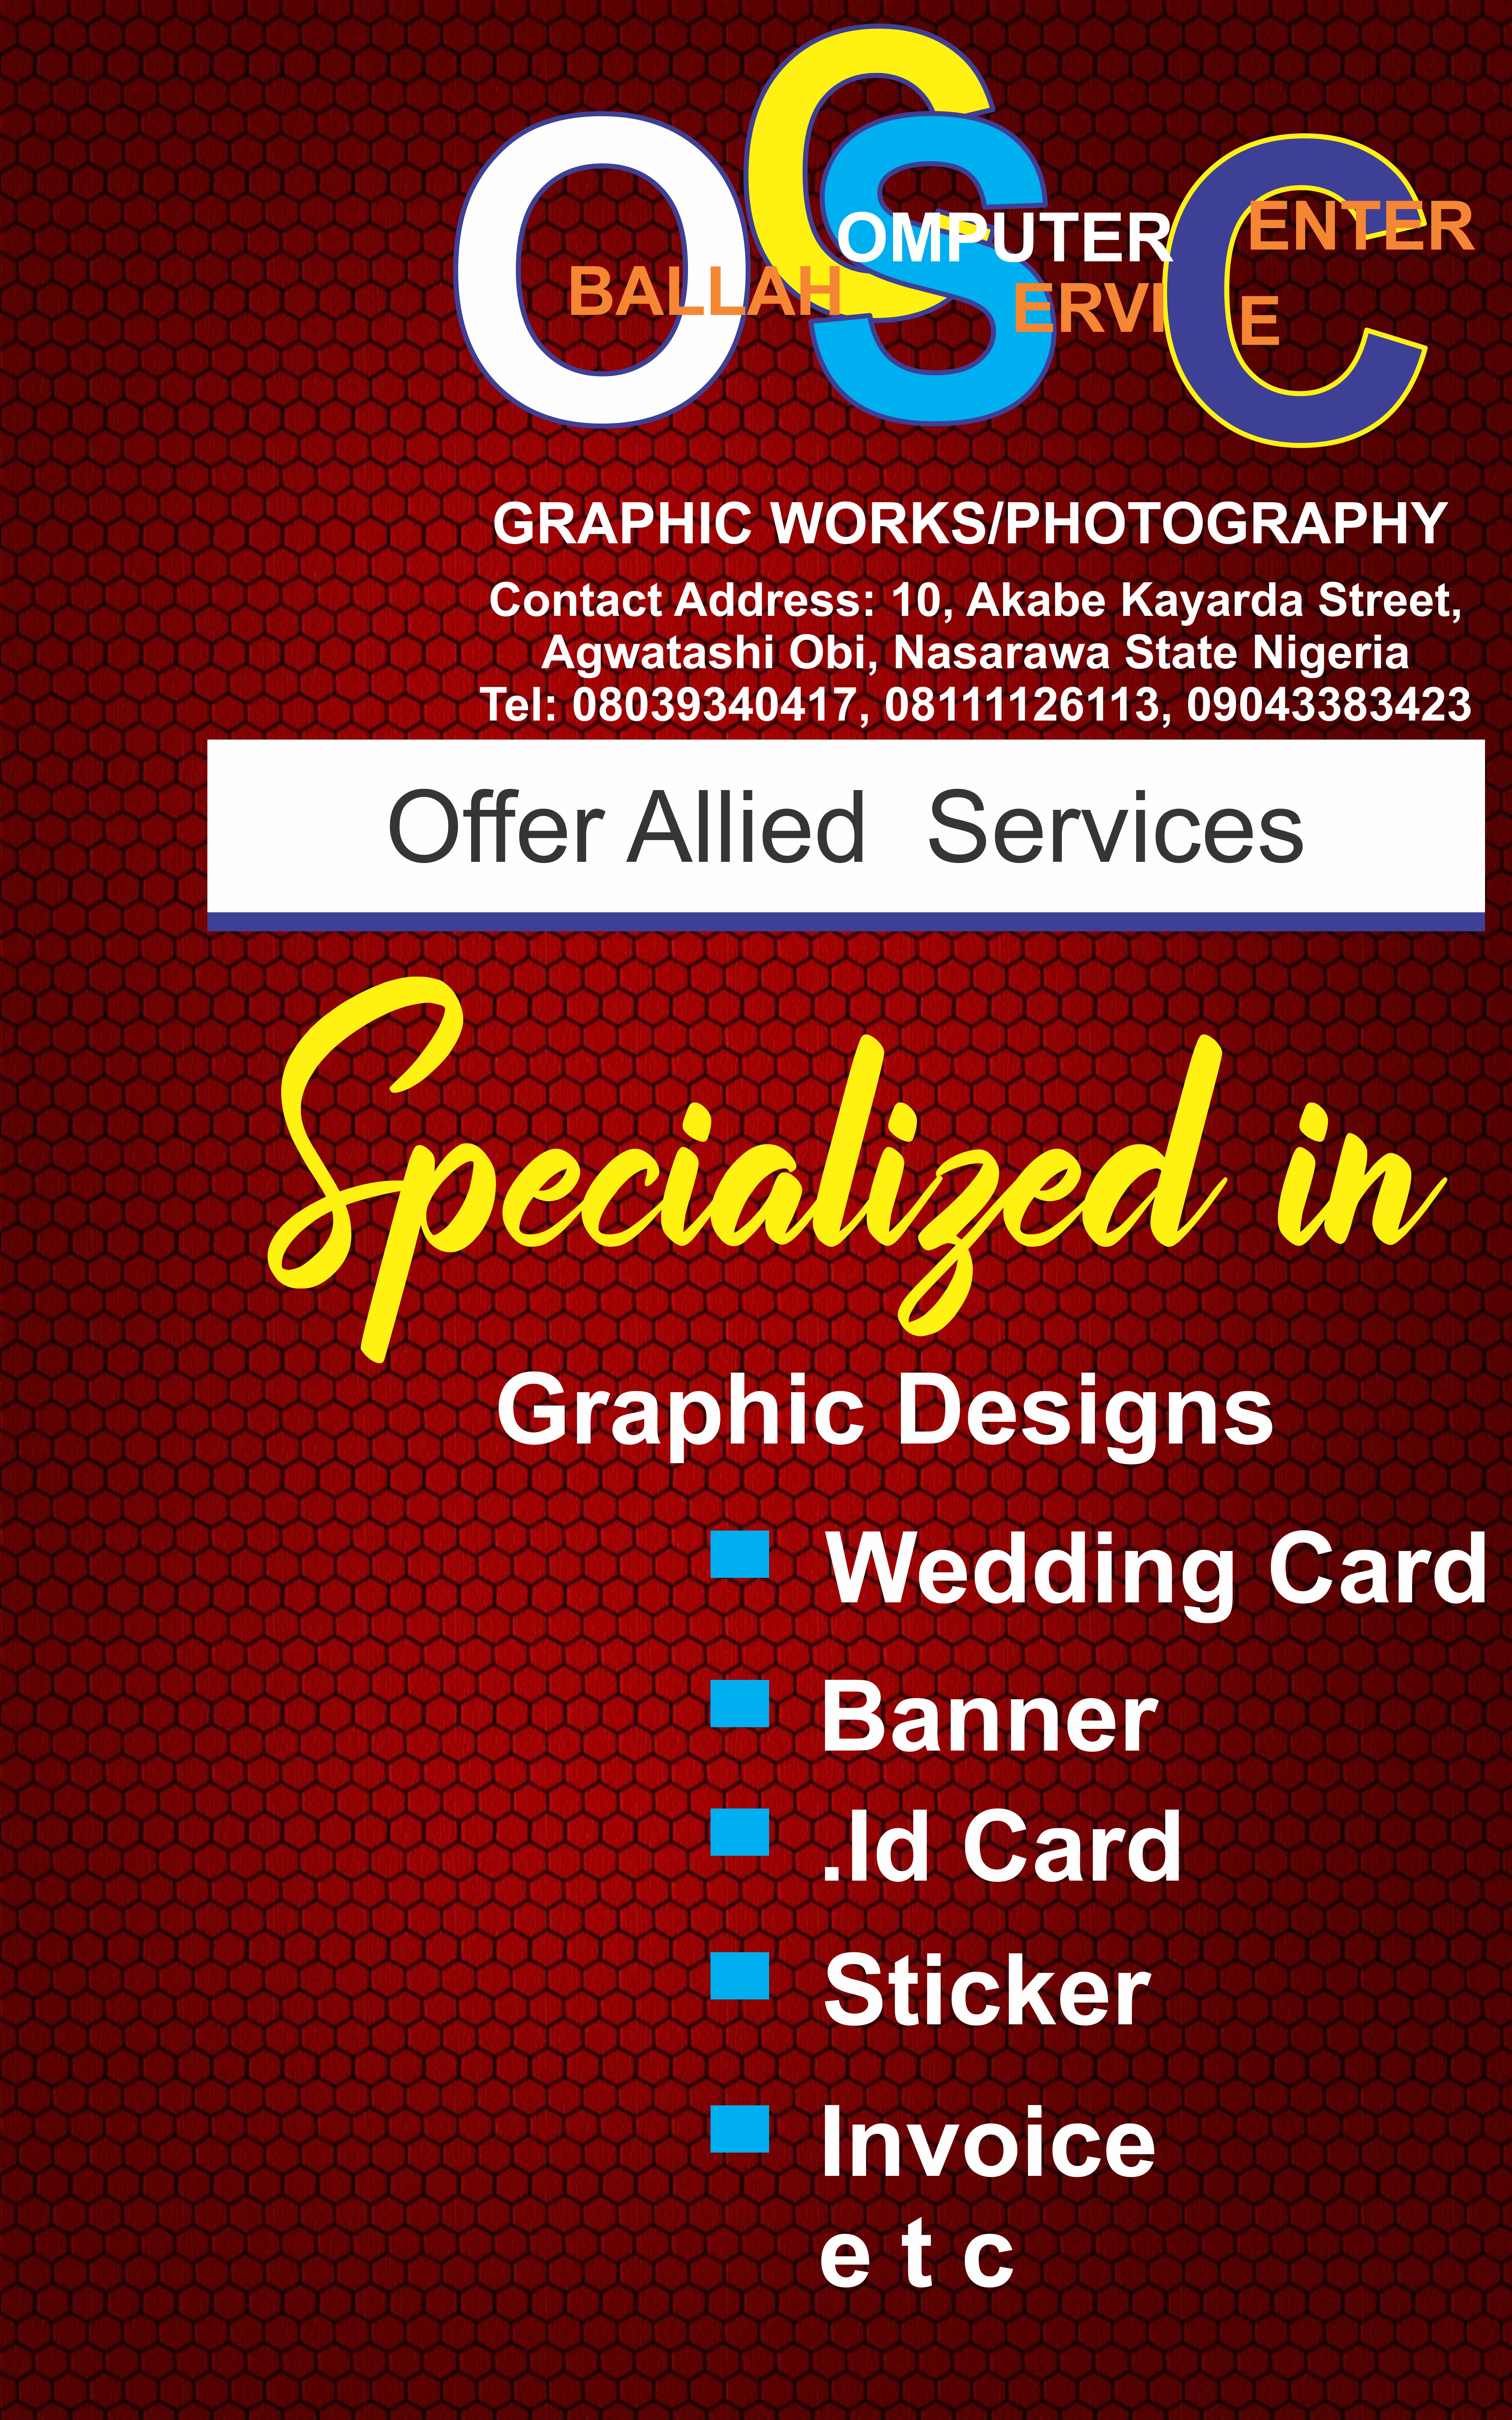 OCSC
OMPUTER
ENTER
BALLAH
ERVI E
GRAPHIC WORKS/PHOTOGRAPHY
Contact Address: 10, Akabe Kayarda Street,
Agwatashi Obi, Nasarawa State Nigeria
Tel: 08039340417, 08111126113, 09043383423
Offer Allied Services
Specialized in
Graphic Designs
Wedding Card
Banner
.Id Card
Sticker
Invoice
e t c